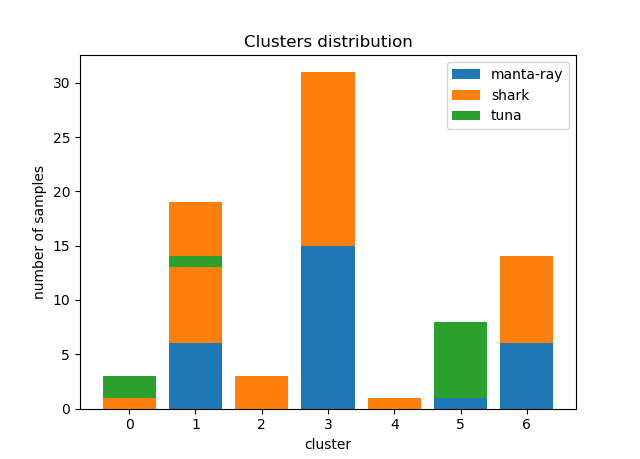 Clusters distribution
manta-ray
shark
tuna
number of samples
30
25
20
15
10
5
0
0 1 2 3 4 5 6
cluster